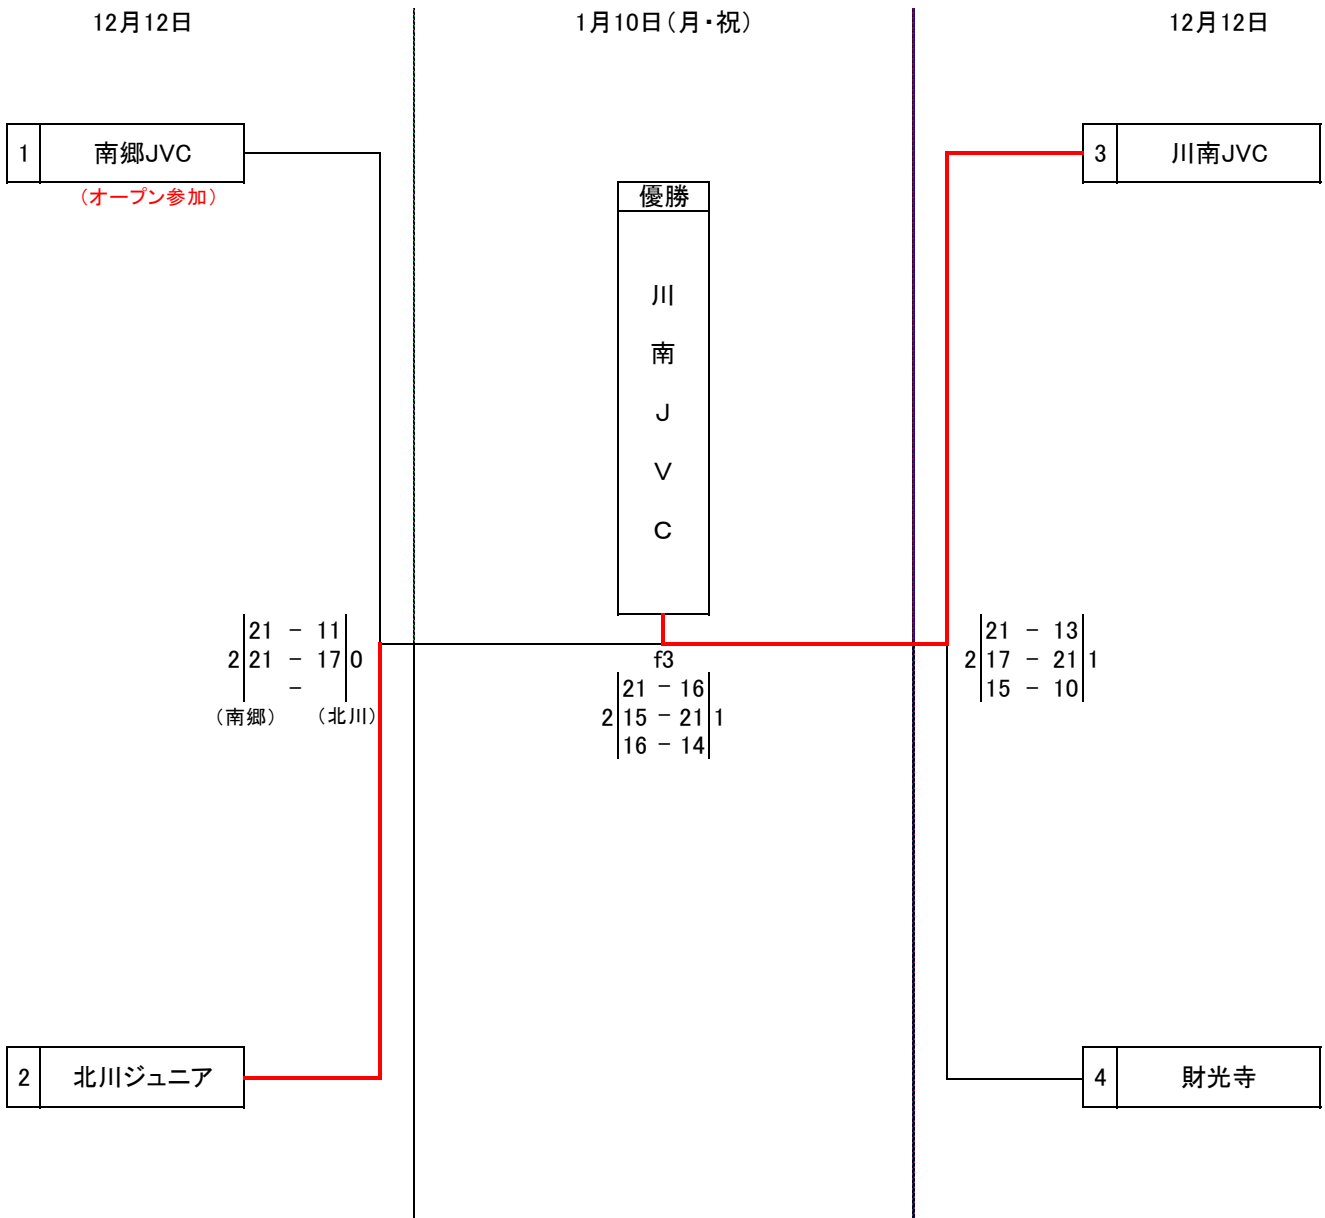 12月12日
1月10日(月・祝)
12月12日
1 南郷JVC
(オープン参加)
3 川南JVC
優勝
川
南
J
V
C
21 - 11
2 21 - 17 0
-
(南郷) (北川)
f3
21 - 16
2 15 - 21 1
16 - 14
21 - 13
2 17 - 21 1
15 - 10
2 北川ジュニア
4 財光寺